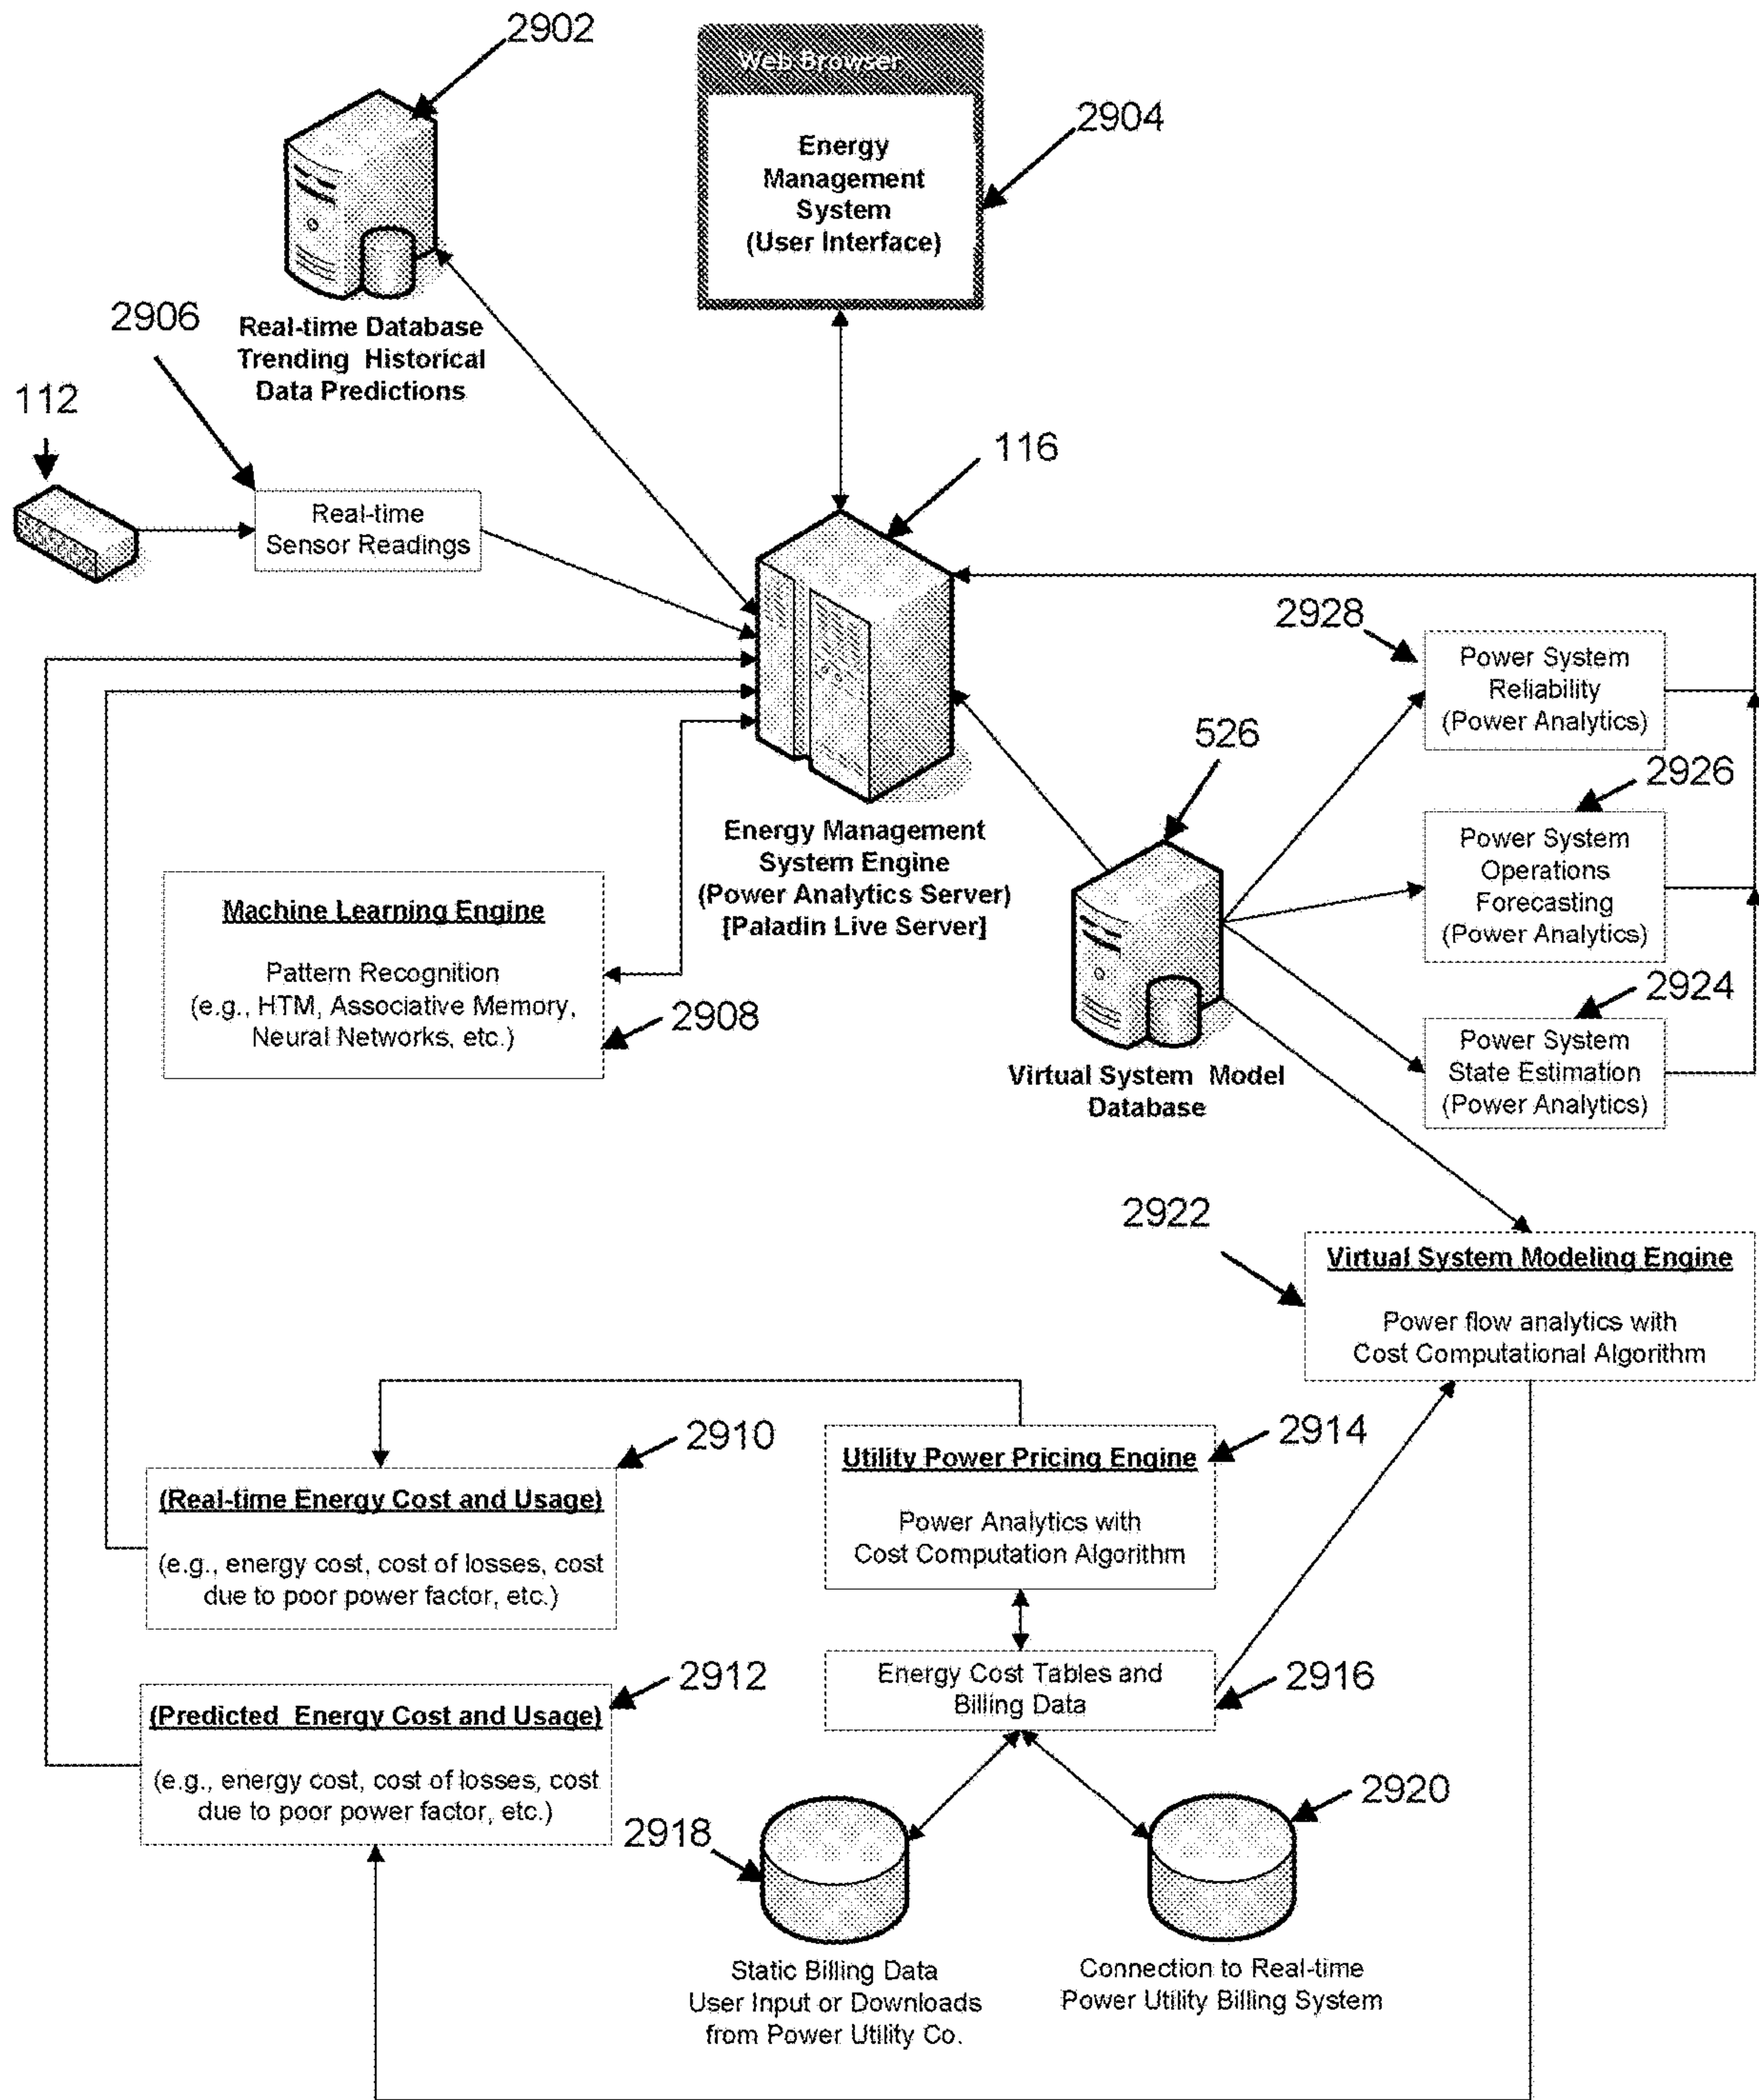 2902
Web Browser
2904
Energy
Management
System
(User Interface)
2906
Real-time Database
Trending Historical
Data Predictions
112
116
Real-time
Sensor Readings
2928
Power System
Reliability
(Power Analytics)
526
2926
Power System
Operations
Forecasting
(Power Analytics)
Energy Management
System Engine
(Power Analytics Server)
[Paladin Live Server]
Machine Learning Engine
Pattern Recognition
(e.g., HTM, Associative Memory,
Neural Networks, etc.)
2908
2924
Power System
State Estimation
(Power Analytics)
Virtual System Model
Database
2922
Virtual System Modeling Engine
Power flow analytics with
Cost Computational Algorithm
2910
2914
Utility Power Pricing Engine
Power Analytics with
Cost Computation Algorithm
(Real-time Energy Cost and Usage)
(e.g., energy cost, cost of losses, cost
due to poor power factor, etc.)
2912
Energy Cost Tables and
Billing Data
2916
(Predicted Energy Cost and Usage)
(e.g., energy cost, cost of losses, cost
due to poor power factor, etc.)
2918
2920
Static Billing Data
User Input or Downloads
from Power Utility Co.
Connection to Real-time
Power Utility Billing System